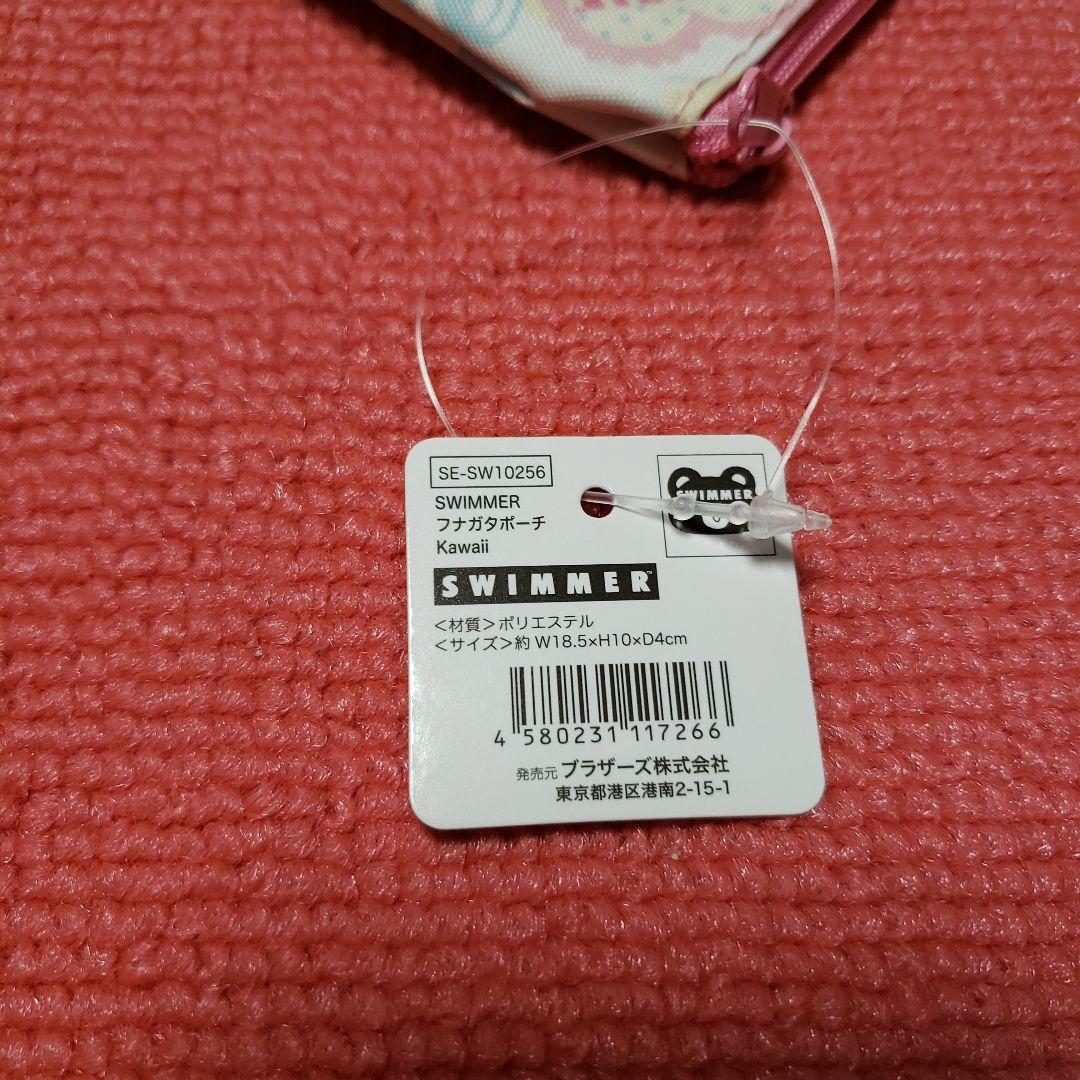 SE-SW10256
SWIMMER
フナガタポーチ
Kawaii
SWIMMER
SWIMMER™
＜材質＞ポリエステル
＜サイズ＞約 W18.5×H10×D4cm
4 580231 117266
発売元 ブラザーズ株式会社
東京都港区港南2-15-1